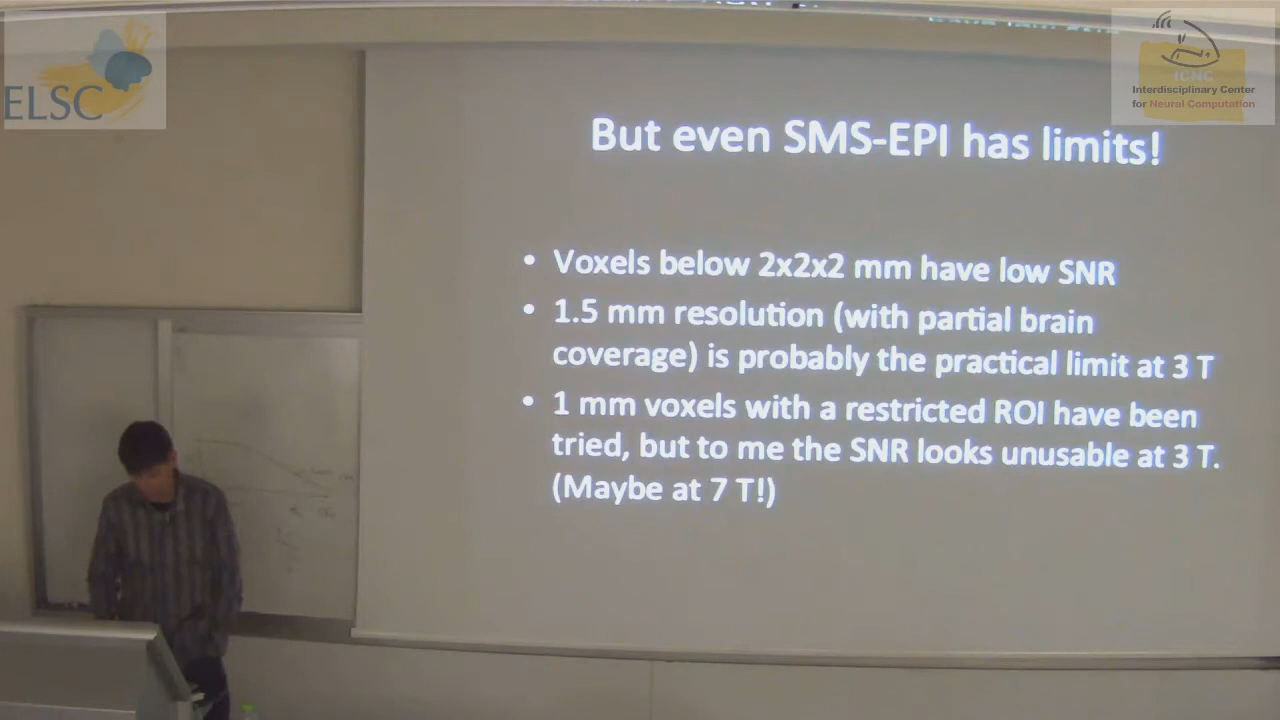 ELSC
ICNC
Interdisciplinary Center
for Neural Computation
But even SMS-EPI has limits!
• Voxels below 2x2x2 mm have low SNR
• 1.5 mm resolution (with partial brain
coverage) is probably the practical limit at 3 T
• 1 mm voxels with a restricted ROI have been
tried, but to me the SNR looks unusable at 3 T.
(Maybe at 7 T!)